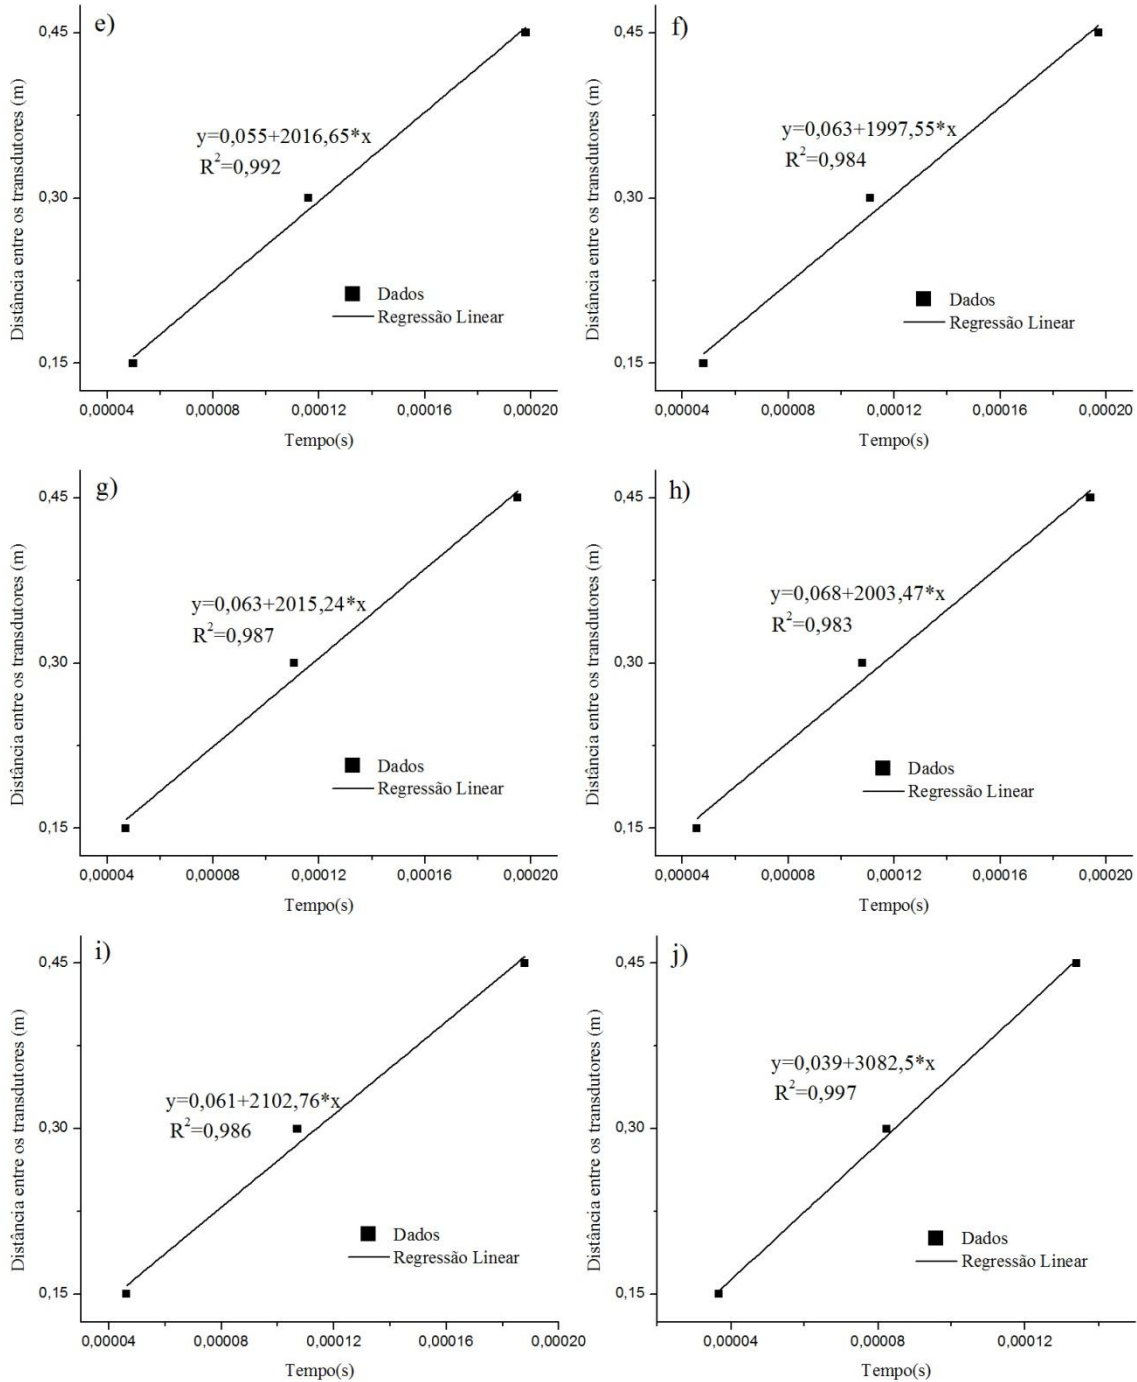 e)
Distância entre os transdutores (m)
0,45
0,30
0,15
y=0,055+2016,65*x
R²=0,992
Dados
Regressão Linear
0,00004 0,00008 0,00012 0,00016 0,00020
Tempo(s)
f)
Distância entre os transdutores (m)
0,45
0,30
0,15
y=0,063+1997,55*x
R²=0,984
Dados
Regressão Linear
0,00004 0,00008 0,00012 0,00016 0,00020
Tempo(s)
g)
Distância entre os transdutores (m)
0,45
0,30
0,15
y=0,063+2015,24*x
R²=0,987
Dados
Regressão Linear
0,00004 0,00008 0,00012 0,00016 0,00020
Tempo(s)
h)
Distância entre os transdutores (m)
0,45
0,30
0,15
y=0,068+2003,47*x
R²=0,983
Dados
Regressão Linear
0,00004 0,00008 0,00012 0,00016 0,00020
Tempo(s)
i)
Distância entre os transdutores (m)
0,45
0,30
0,15
y=0,061+2102,76*x
R²=0,986
Dados
Regressão Linear
0,00004 0,00008 0,00012 0,00016 0,00020
Tempo(s)
j)
Distância entre os transdutores (m)
0,45
0,30
0,15
y=0,039+3082,5*x
R²=0,997
Dados
Regressão Linear
0,00004 0,00008 0,00012
Tempo(s)